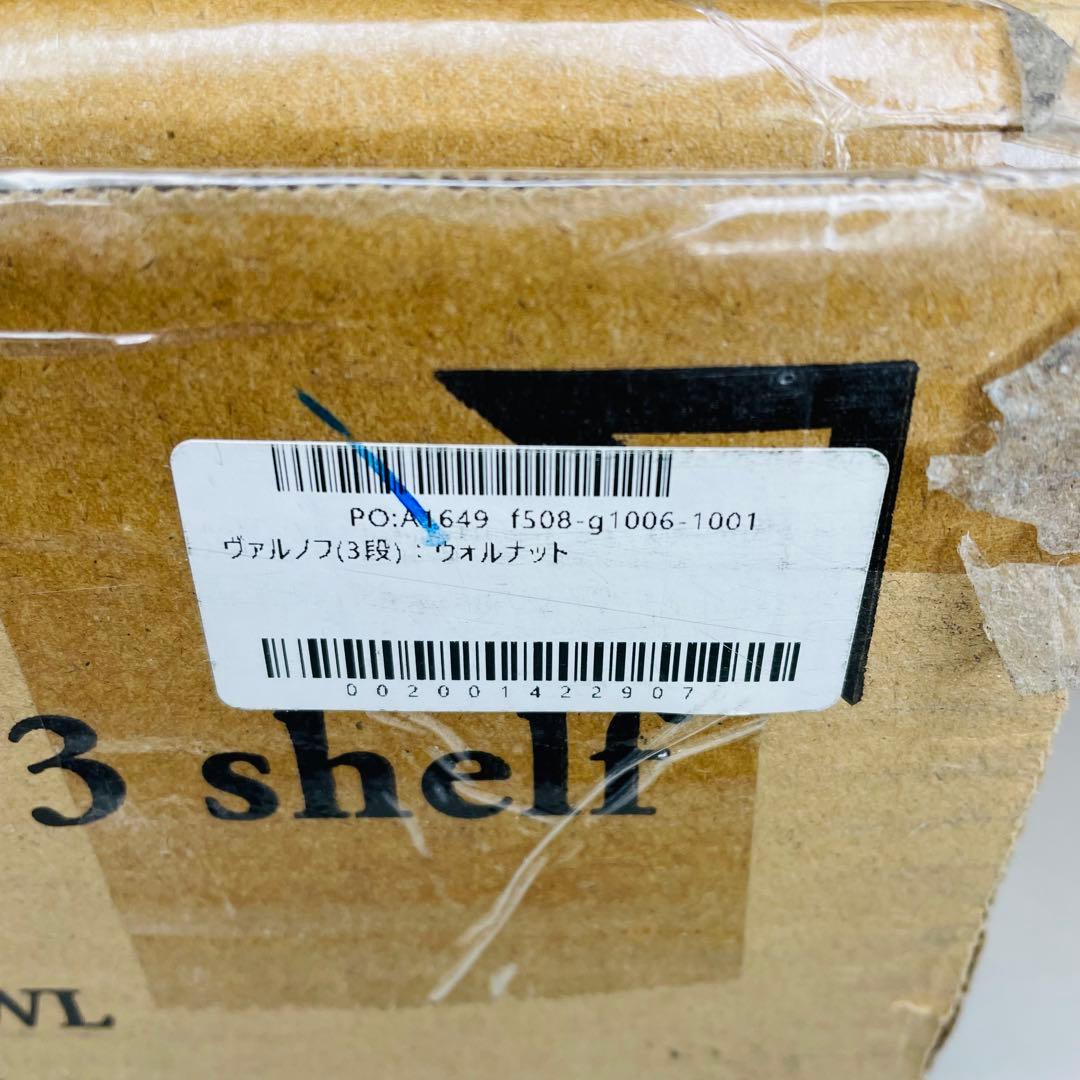 PO:A1649 f508-g1006-1001
ヴァルノフ(3段)：ウォルナット
002001422907
3 shelf
WNL